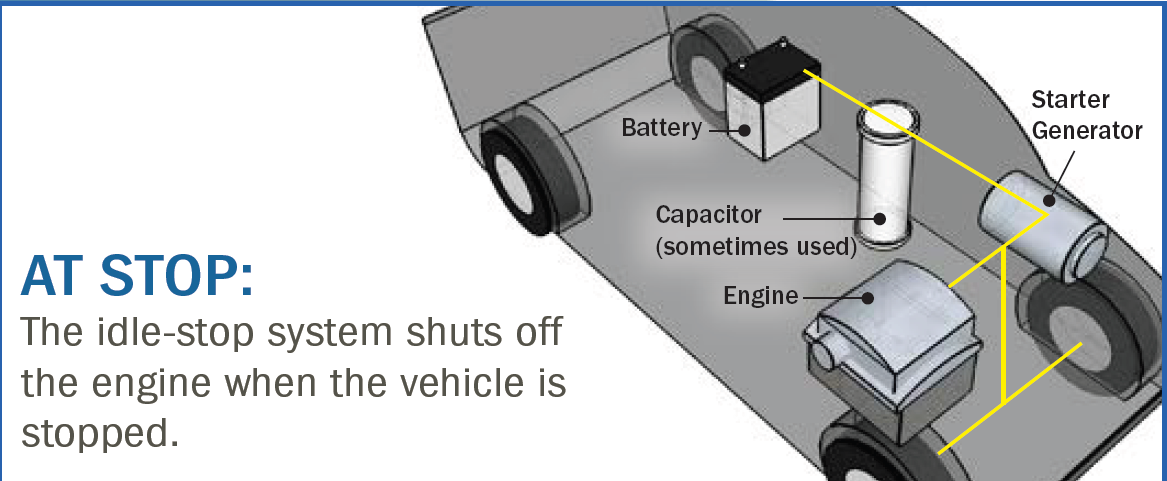 Starter
Generator
Battery
Capacitor
(sometimes used)
Engine
AT STOP:
The idle-stop system shuts off
the engine when the vehicle is
stopped.